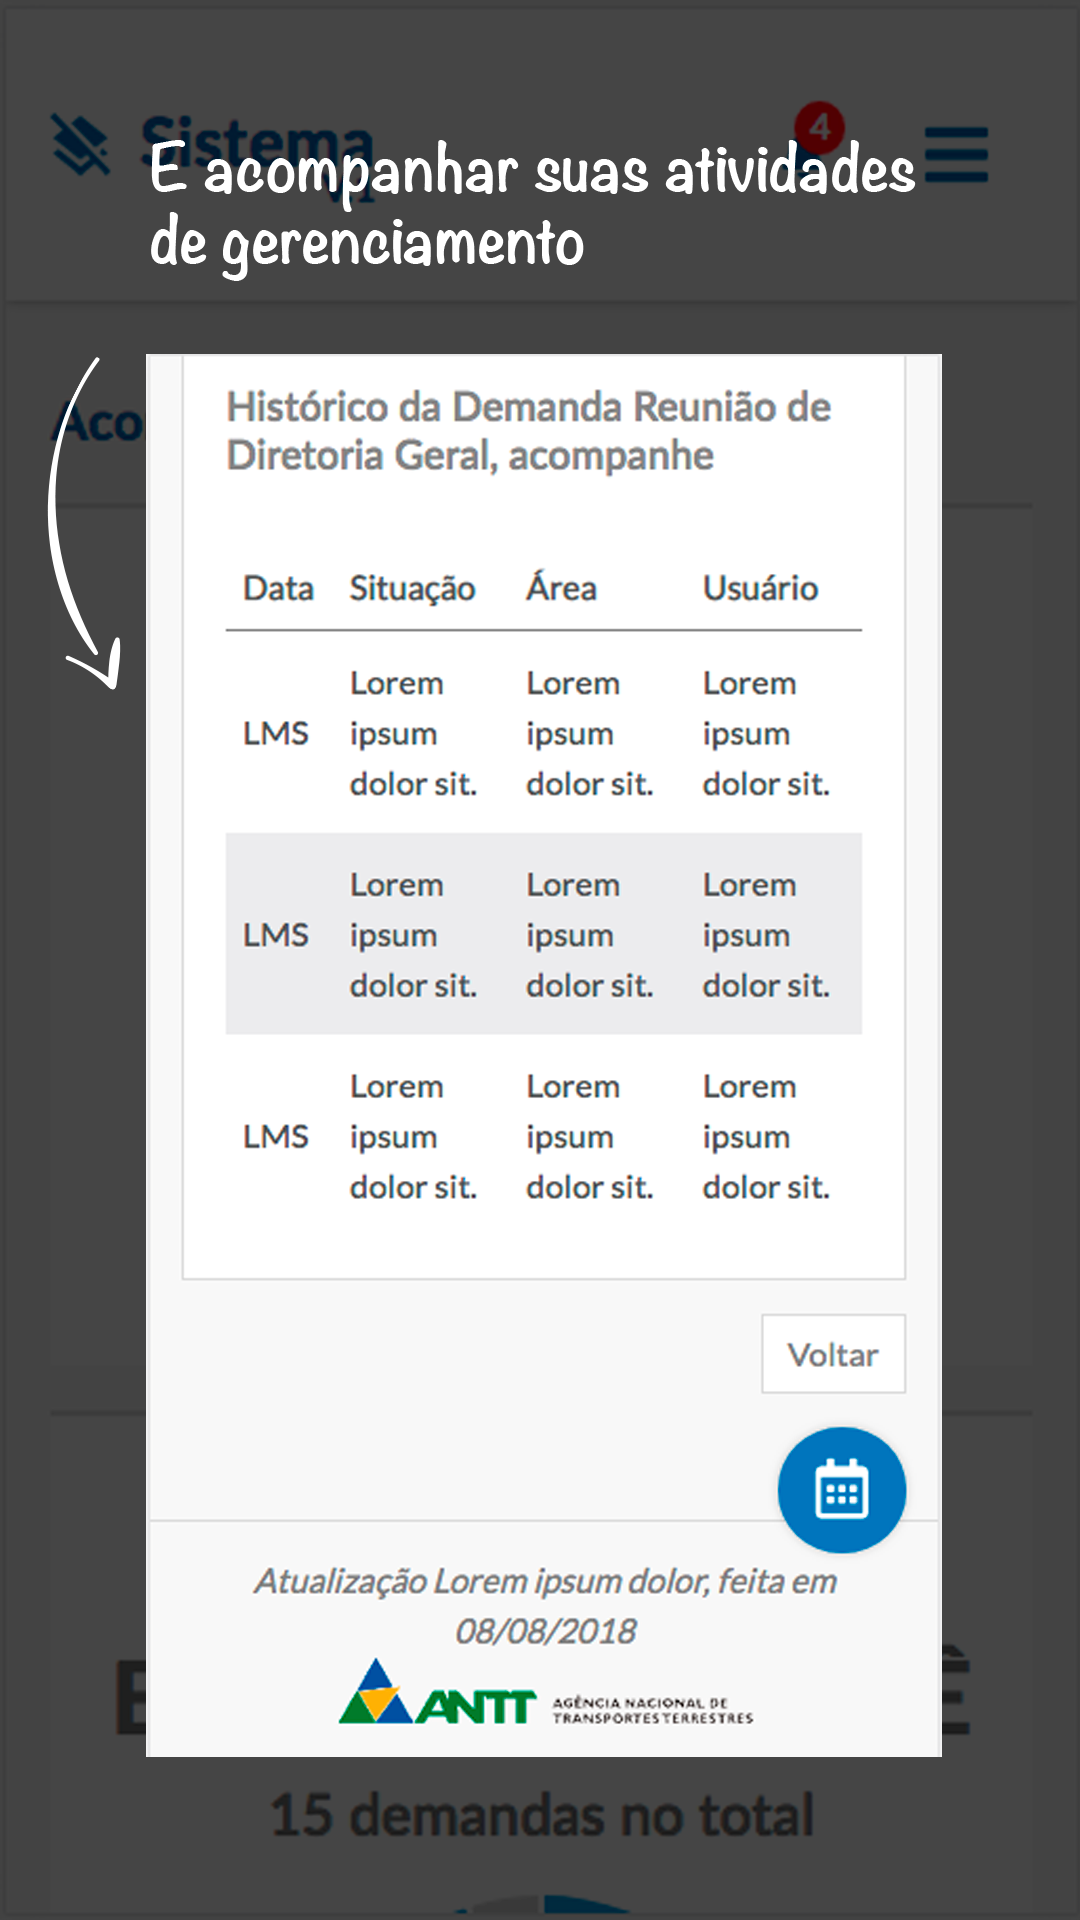 Sistema
V1
4
E acompanhar suas atividades
de gerenciamento
Aco
Histórico da Demanda Reunião de
Diretoria Geral, acompanhe
Data Situação Área Usuário
Lorem Lorem Lorem
LMS ipsum ipsum ipsum
dolor sit. dolor sit. dolor sit.
Lorem Lorem Lorem
LMS ipsum ipsum ipsum
dolor sit. dolor sit. dolor sit.
Lorem Lorem Lorem
LMS ipsum ipsum ipsum
dolor sit. dolor sit. dolor sit.
Voltar
Atualização Lorem ipsum dolor, feita em
08/08/2018
ANTT AGÊNCIA NACIONAL DE
TRANSPORTES TERRESTRES
15 demandas no total